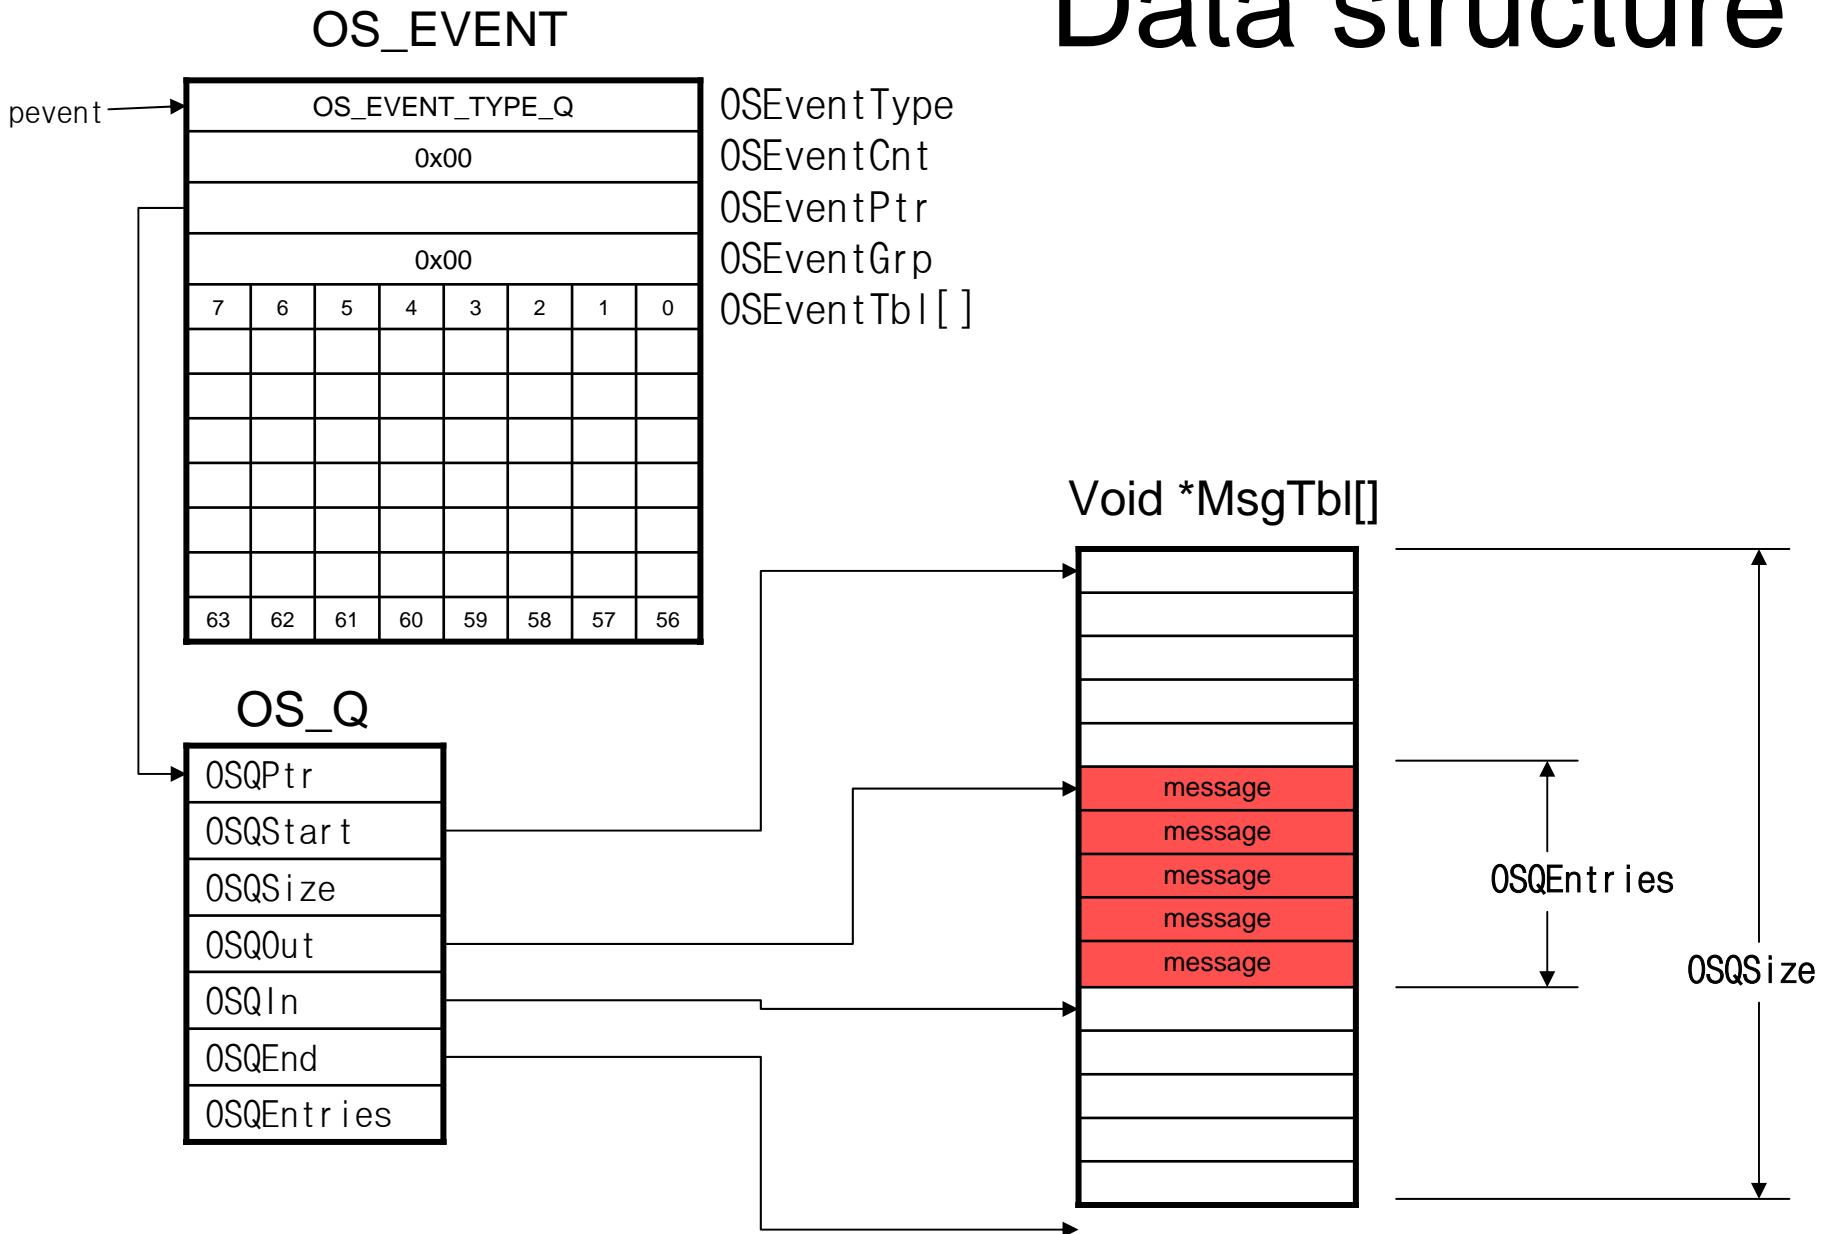 Data structure
OS_EVENT
pevent
OS_EVENT_TYPE_Q
OSEventType
0x00
OSEventCnt
OSEventPtr
0x00
OSEventGrp
7 6 5 4 3 2 1 0
OSEventTbl[]
63 62 61 60 59 58 57 56
OS_Q
OSQPtr
OSQStart
OSQSize
OSQOut
OSQIn
OSQEnd
OSQEntries
Void *MsgTbl[]
message
message
message
message
message
OSQEntries
OSQSize